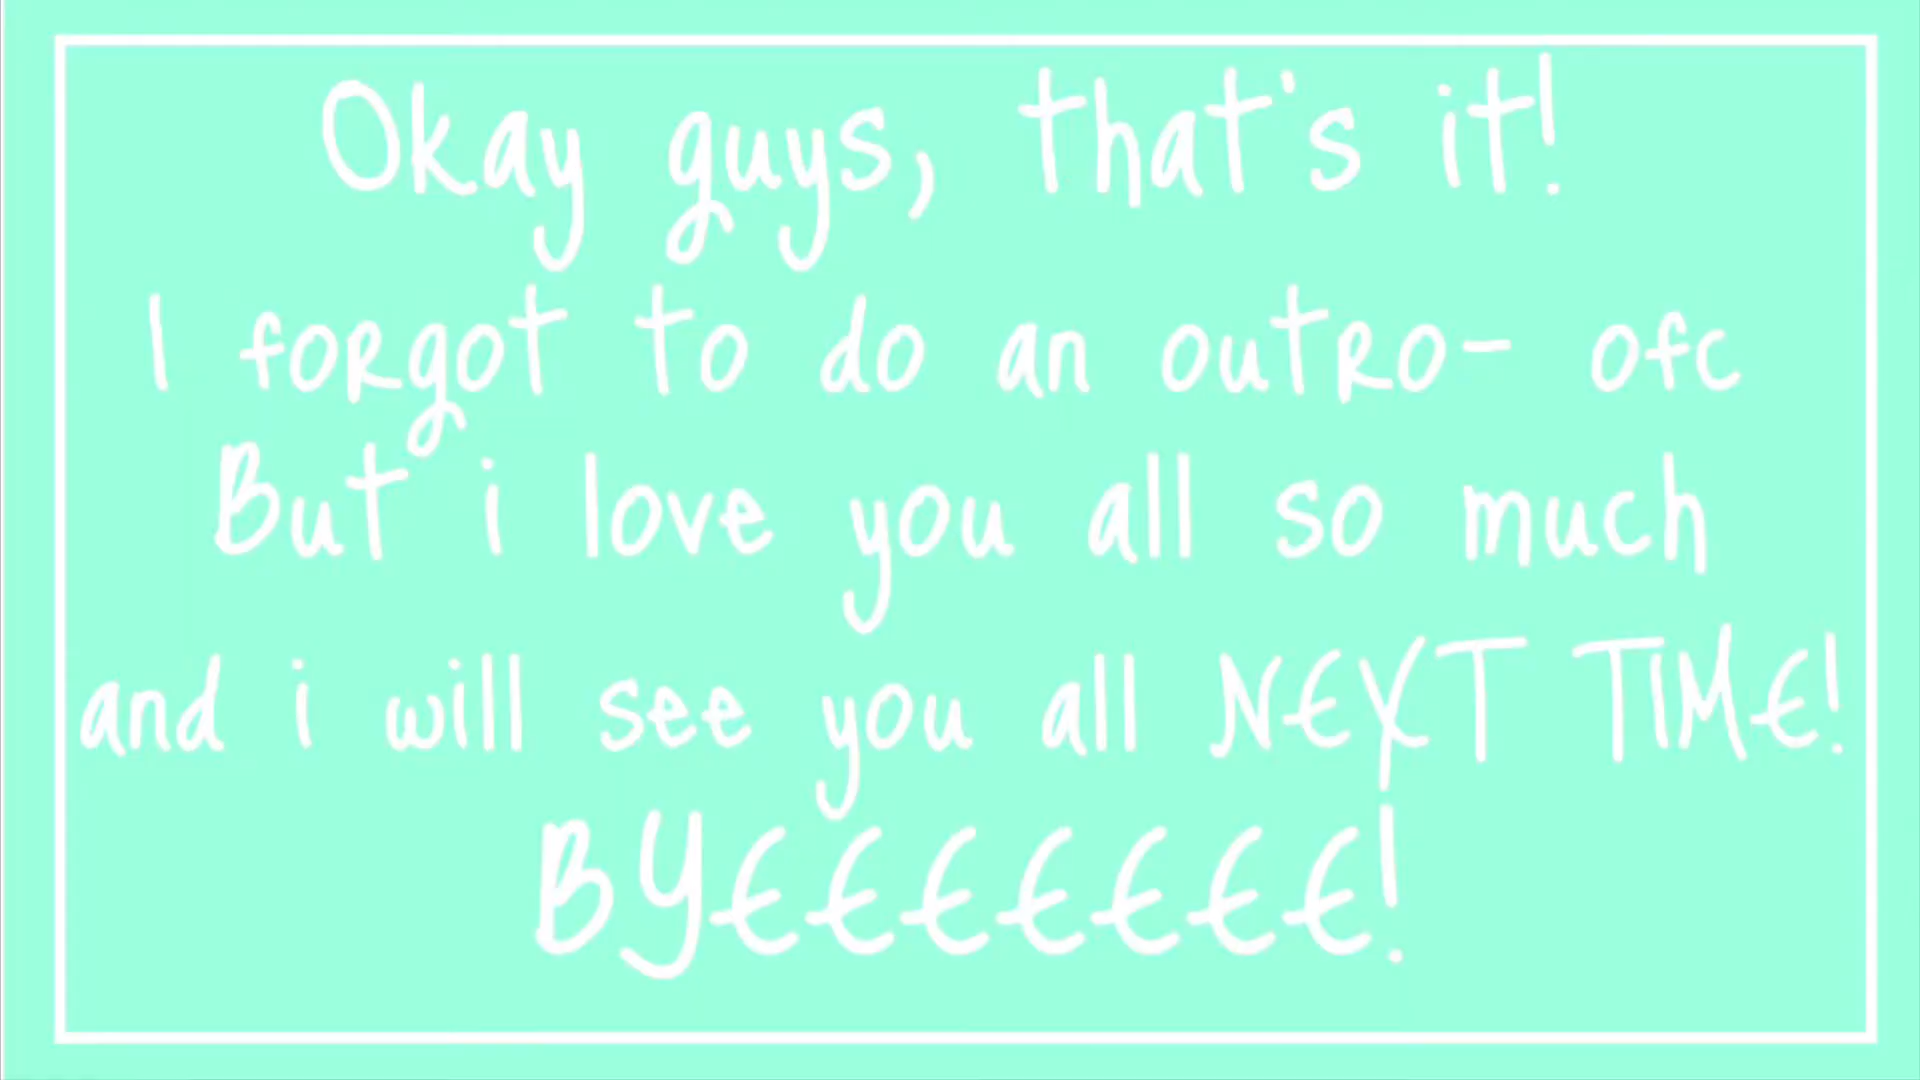 Okay guys, that's it!
I forgot to do an outro- ofc
But i love you all so much
and i will see you all NEXT TIME!
BYEEEEEEE!